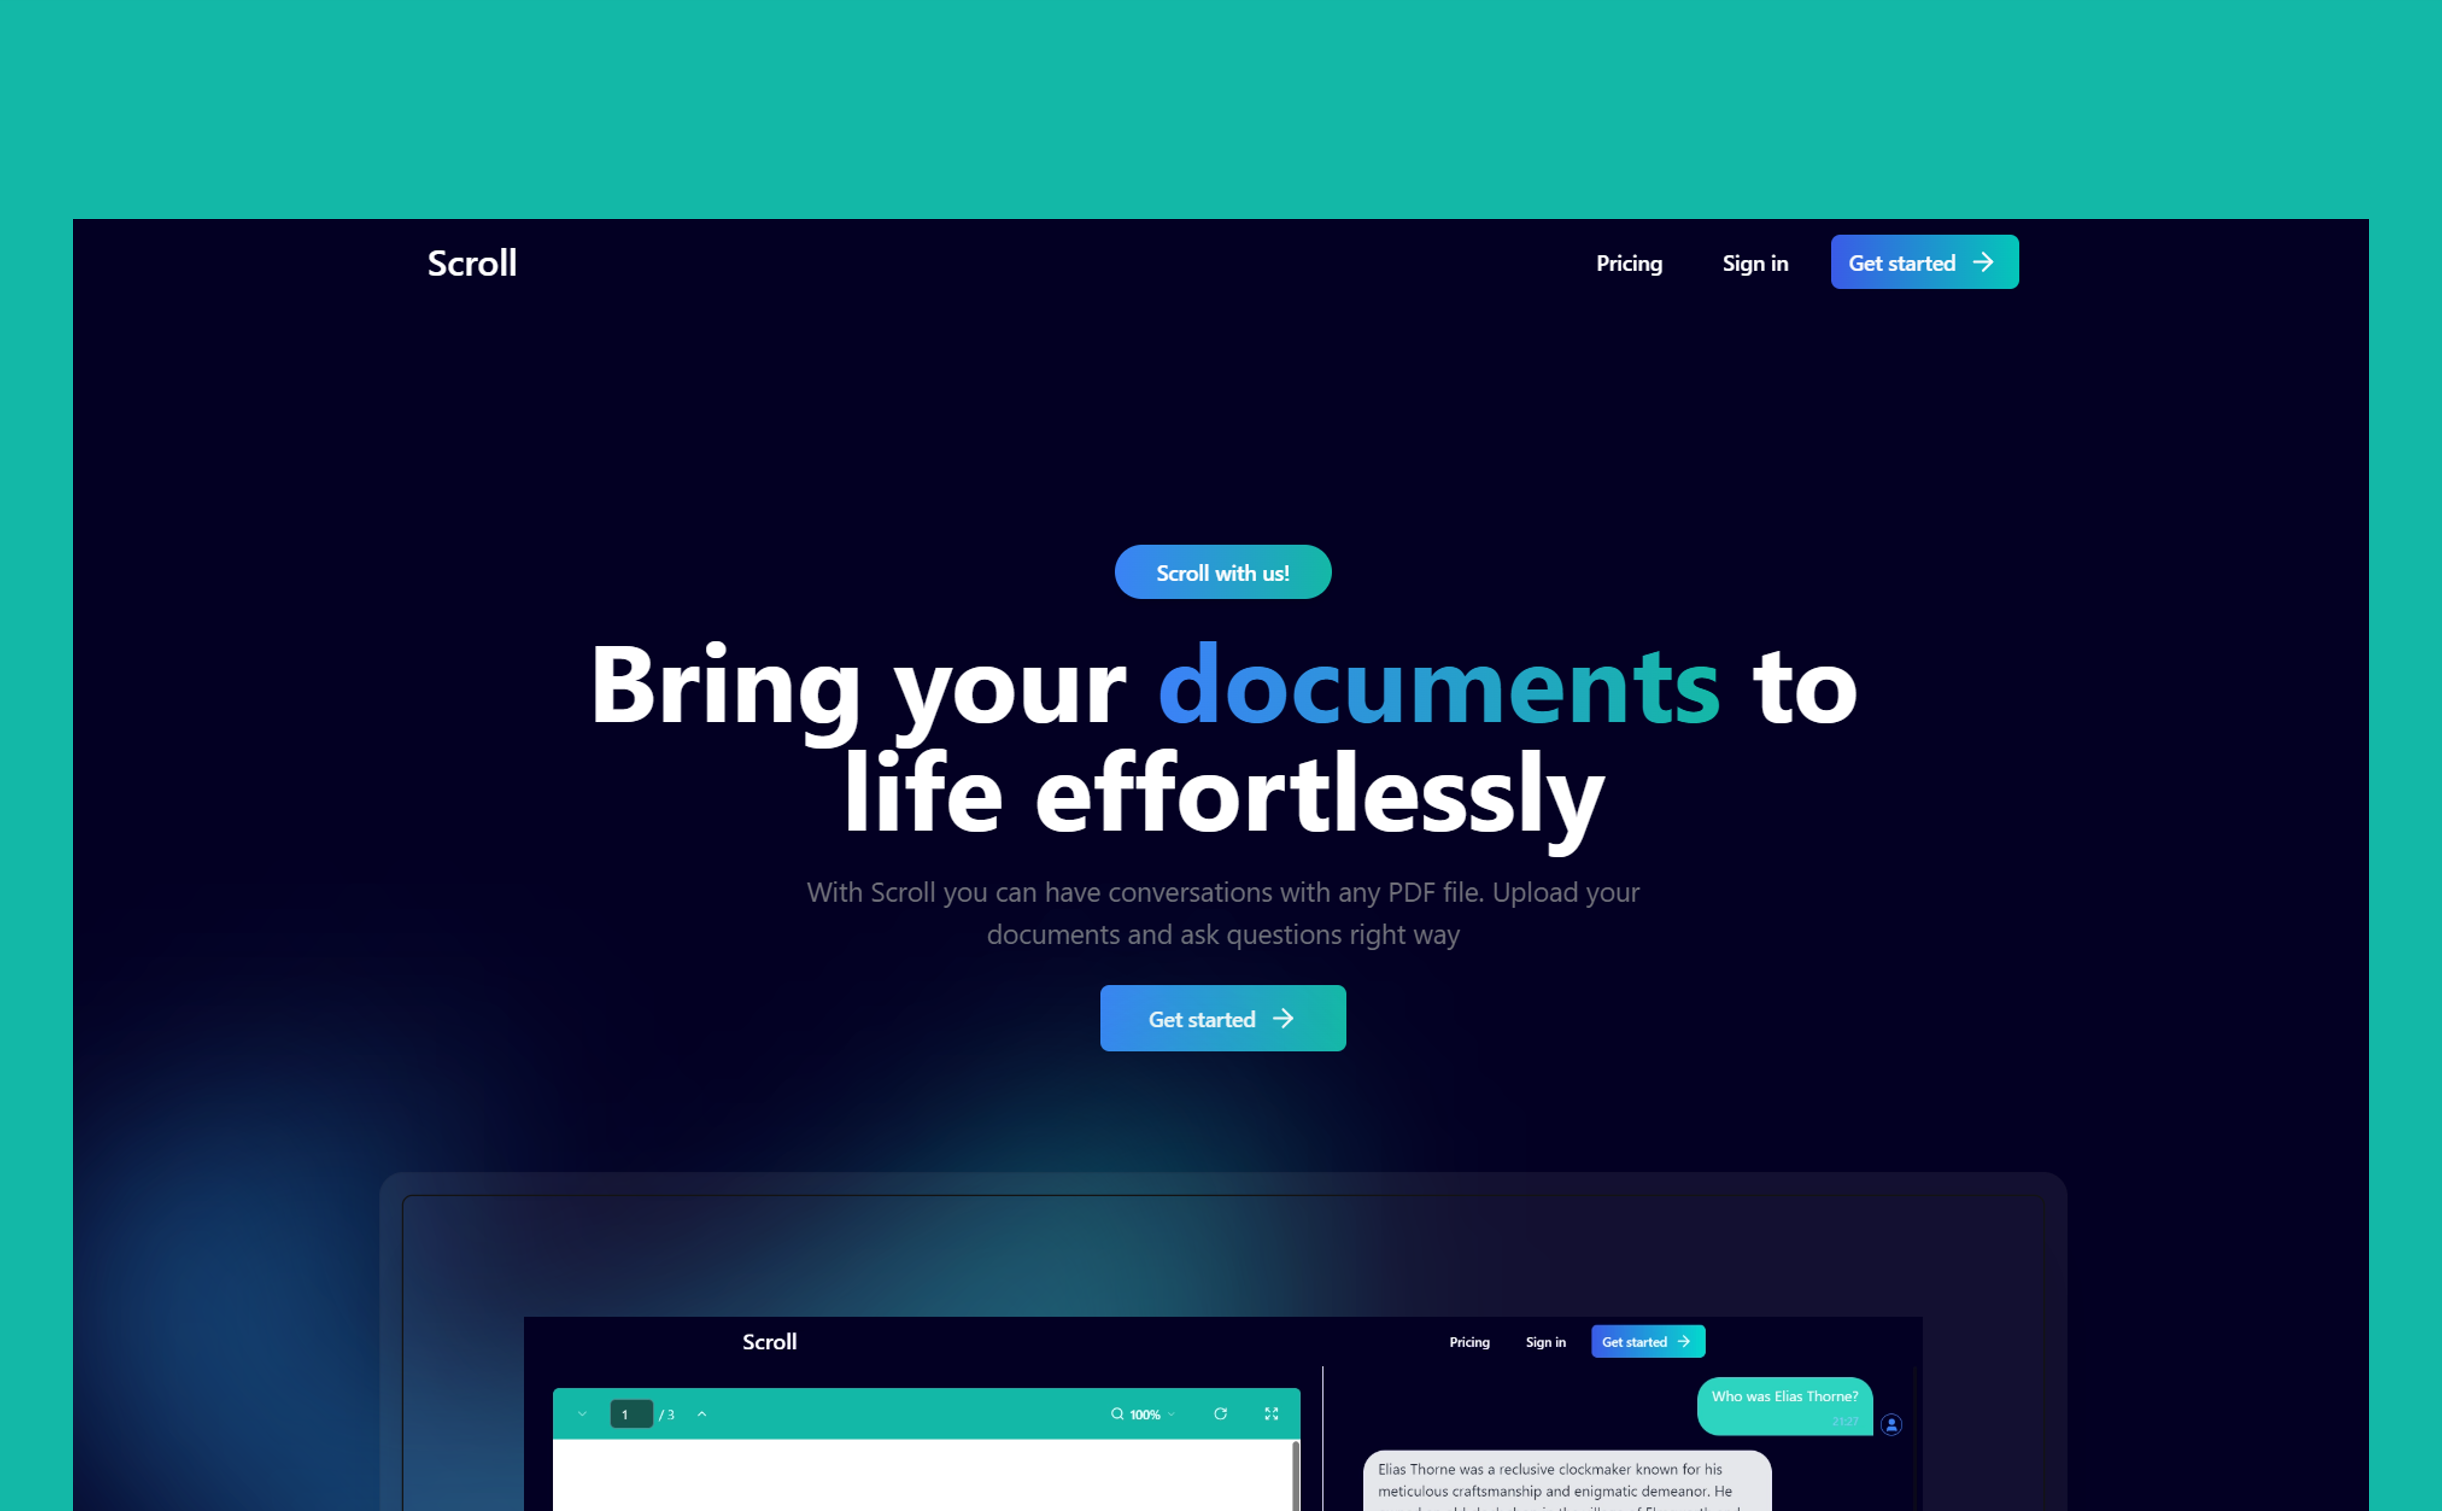 Scroll
Pricing
Sign in
Get started
Scroll with us!
Bring your documents to
life effortlessly
With Scroll you can have conversations with any PDF file. Upload your
documents and ask questions right way
Get started
Scroll
Pricing
Sign in
Get started
1 / 3
100%
Who was Elias Thorne?
21:27
Elias Thorne was a reclusive clockmaker known for his
meticulous craftsmanship and enigmatic demeanor. He